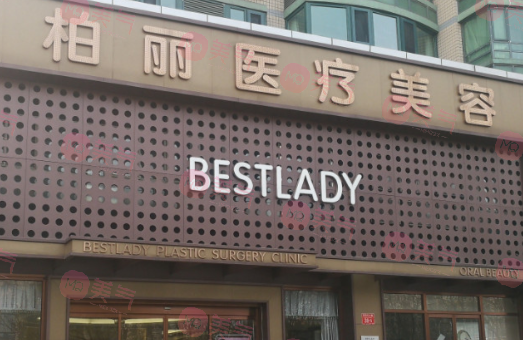 柏丽医疗美容
BESTLADY
BESTLADY PLASTIC SURGERY CLINIC
ORAL BEAUTY